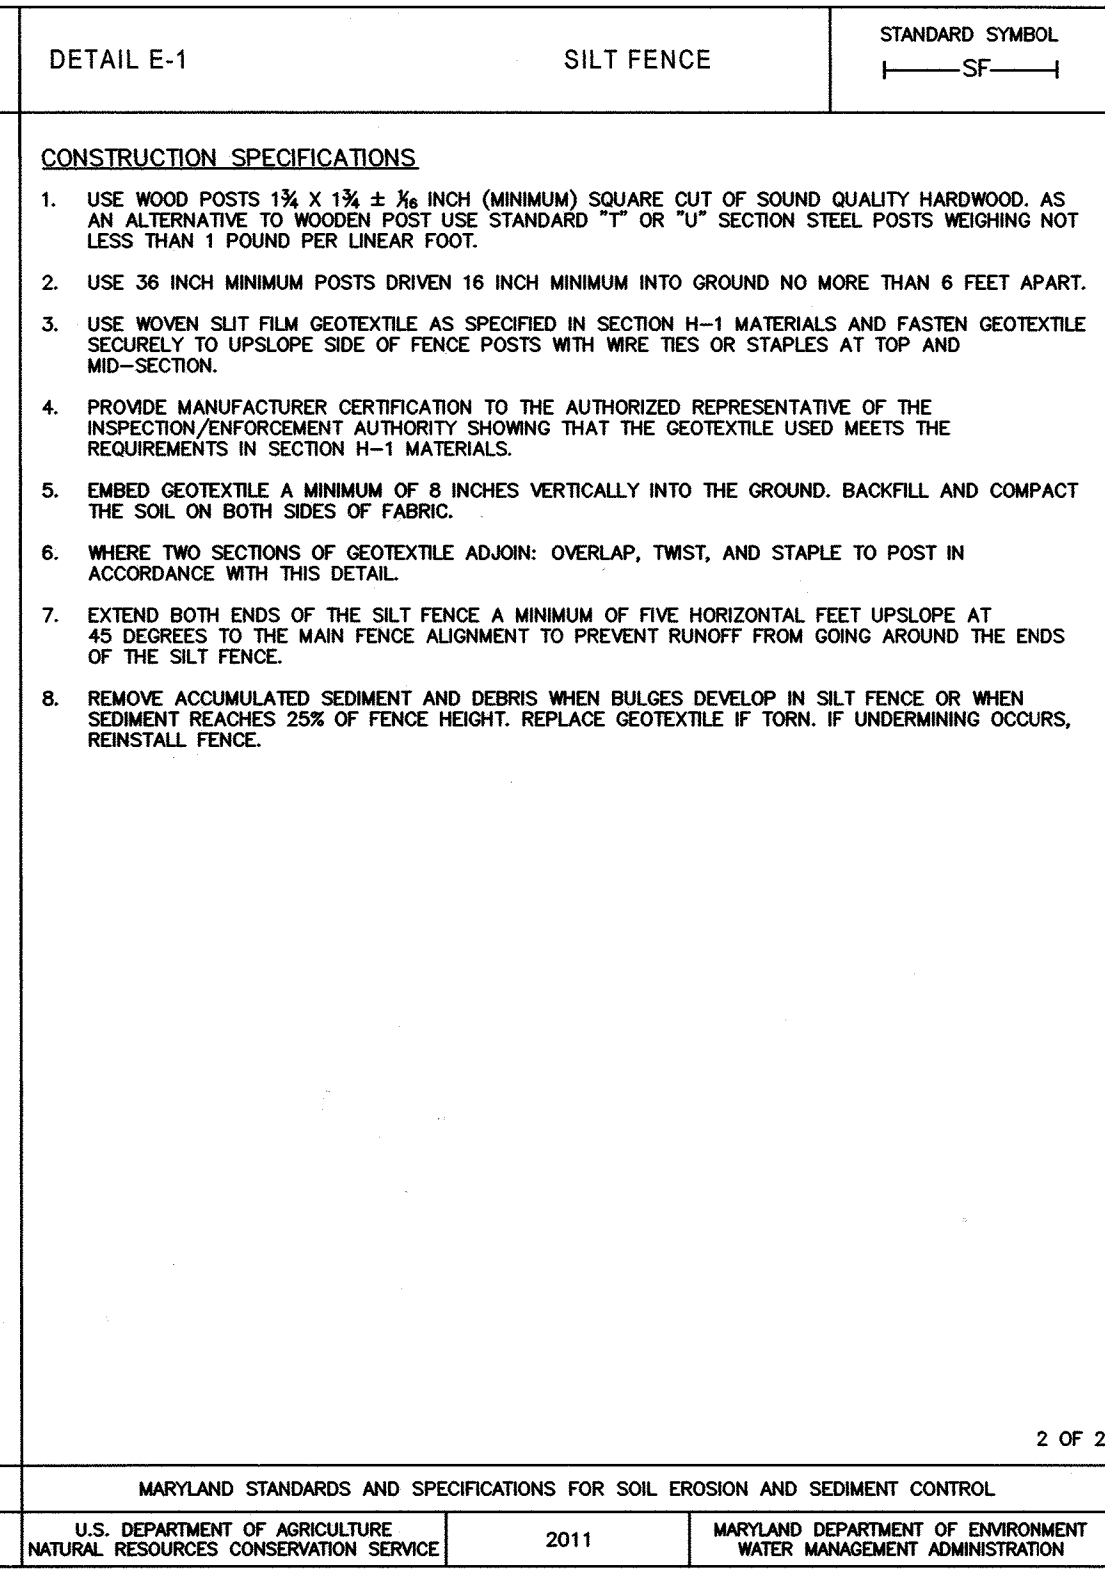 DETAIL E-1 SILT FENCE
STANDARD SYMBOL
SF
CONSTRUCTION SPECIFICATIONS
1. USE WOOD POSTS 1¾ X 1¾ ± 1⁄16 INCH (MINIMUM) SQUARE CUT OF SOUND QUALITY HARDWOOD. AS
AN ALTERNATIVE TO WOODEN POST USE STANDARD "T" OR "U" SECTION STEEL POSTS WEIGHING NOT
LESS THAN 1 POUND PER LINEAR FOOT.
2. USE 36 INCH MINIMUM POSTS DRIVEN 16 INCH MINIMUM INTO GROUND NO MORE THAN 6 FEET APART.
3. USE WOVEN SLIT FILM GEOTEXTILE AS SPECIFIED IN SECTION H-1 MATERIALS AND FASTEN GEOTEXTILE
SECURELY TO UPSLOPE SIDE OF FENCE POSTS WITH WIRE TIES OR STAPLES AT TOP AND
MID-SECTION.
4. PROVIDE MANUFACTURER CERTIFICATION TO THE AUTHORIZED REPRESENTATIVE OF THE
INSPECTION/ENFORCEMENT AUTHORITY SHOWING THAT THE GEOTEXTILE USED MEETS THE
REQUIREMENTS IN SECTION H-1 MATERIALS.
5. EMBED GEOTEXTILE A MINIMUM OF 8 INCHES VERTICALLY INTO THE GROUND. BACKFILL AND COMPACT
THE SOIL ON BOTH SIDES OF FABRIC.
6. WHERE TWO SECTIONS OF GEOTEXTILE ADJOIN: OVERLAP, TWIST, AND STAPLE TO POST IN
ACCORDANCE WITH THIS DETAIL.
7. EXTEND BOTH ENDS OF THE SILT FENCE A MINIMUM OF FIVE HORIZONTAL FEET UPSLOPE AT
45 DEGREES TO THE MAIN FENCE ALIGNMENT TO PREVENT RUNOFF FROM GOING AROUND THE ENDS
OF THE SILT FENCE.
8. REMOVE ACCUMULATED SEDIMENT AND DEBRIS WHEN BULGES DEVELOP IN SILT FENCE OR WHEN
SEDIMENT REACHES 25% OF FENCE HEIGHT. REPLACE GEOTEXTILE IF TORN. IF UNDERMINING OCCURS,
REINSTALL FENCE.
2 OF 2
MARYLAND STANDARDS AND SPECIFICATIONS FOR SOIL EROSION AND SEDIMENT CONTROL
U.S. DEPARTMENT OF AGRICULTURE
NATURAL RESOURCES CONSERVATION SERVICE
2011
MARYLAND DEPARTMENT OF ENVIRONMENT
WATER MANAGEMENT ADMINISTRATION